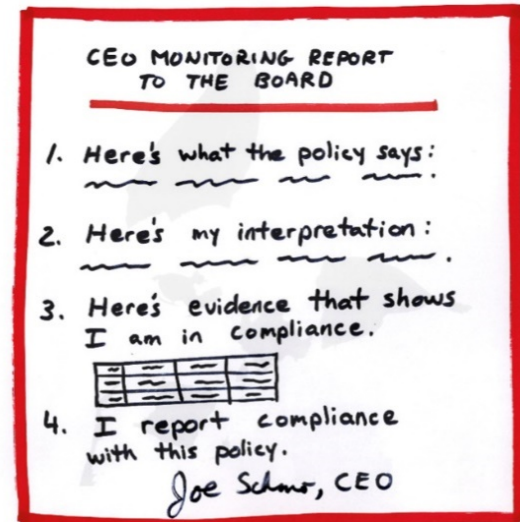 CEO MONITORING REPORT
TO THE BOARD
1. Here's what the policy says:
2. Here's my interpretation:
3. Here's evidence that shows
I am in compliance.
4. I report compliance
with this policy.
Joe Schmo, CEO